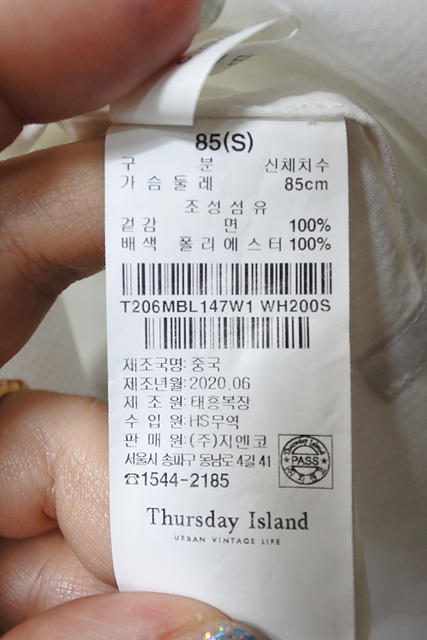 85(S)
구 분 신체치수
가슴둘레 85cm
조성섬유
겉감 면 100%
배색 폴리에스터 100%
T206MBL147W1 WH200S
제조국명: 중국
제조년월: 2020.06
제 조 원: 태흥복장
수 입 원: HS무역
판 매 원: (주)지엔코
서울시 송파구 동남로 4길 41
☎1544-2185
Thursday Island
PASS
Thursday Island
URBAN VINTAGE LIFE